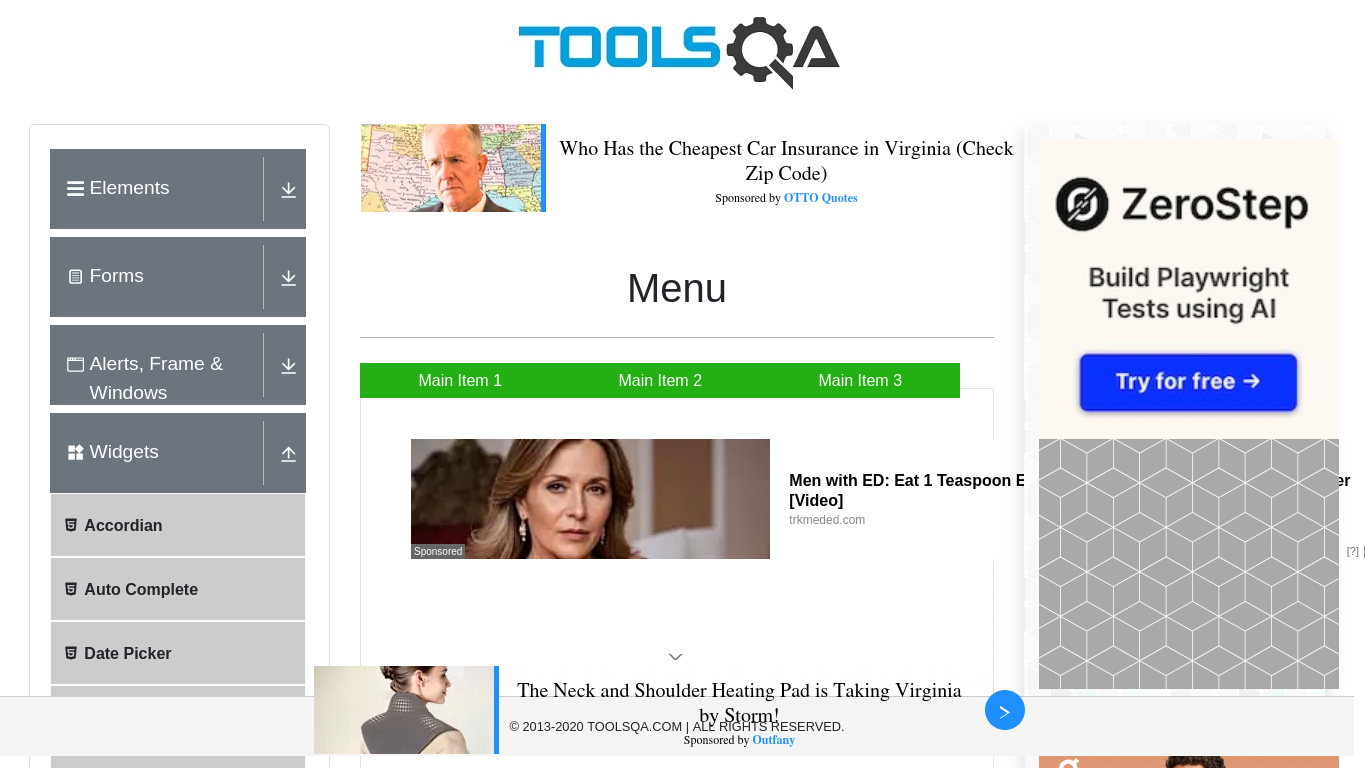 TOOLSQA
Elements
Forms
Alerts, Frame &
Windows
Widgets
Accordian
Auto Complete
Date Picker
Who Has the Cheapest Car Insurance in Virginia (Check
Zip Code)
Sponsored by OTTO Quotes
Menu
Main Item 1
Main Item 2
Main Item 3
Sponsored
Men with ED: Eat 1 Teaspoon E
er
[Video]
trkmeded.com
[?]
ZeroStep
Build Playwright
Tests using AI
Try for free →
The Neck and Shoulder Heating Pad is Taking Virginia
by Storm!
© 2013-2020 TOOLSQA.COM | ALL RIGHTS RESERVED.
Sponsored by Outfany